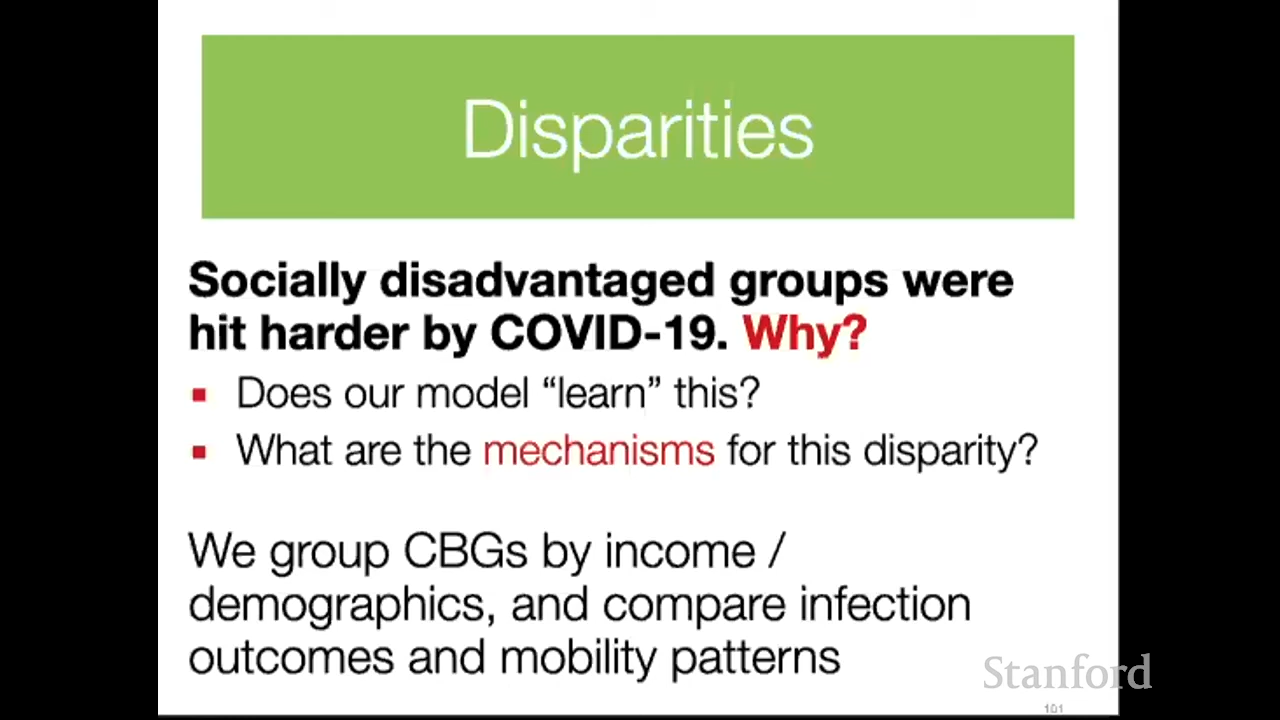 Disparities
Socially disadvantaged groups were
hit harder by COVID-19. Why?
▪ Does our model “learn” this?
▪ What are the mechanisms for this disparity?
We group CBGs by income /
demographics, and compare infection
outcomes and mobility patterns
Stanford
101